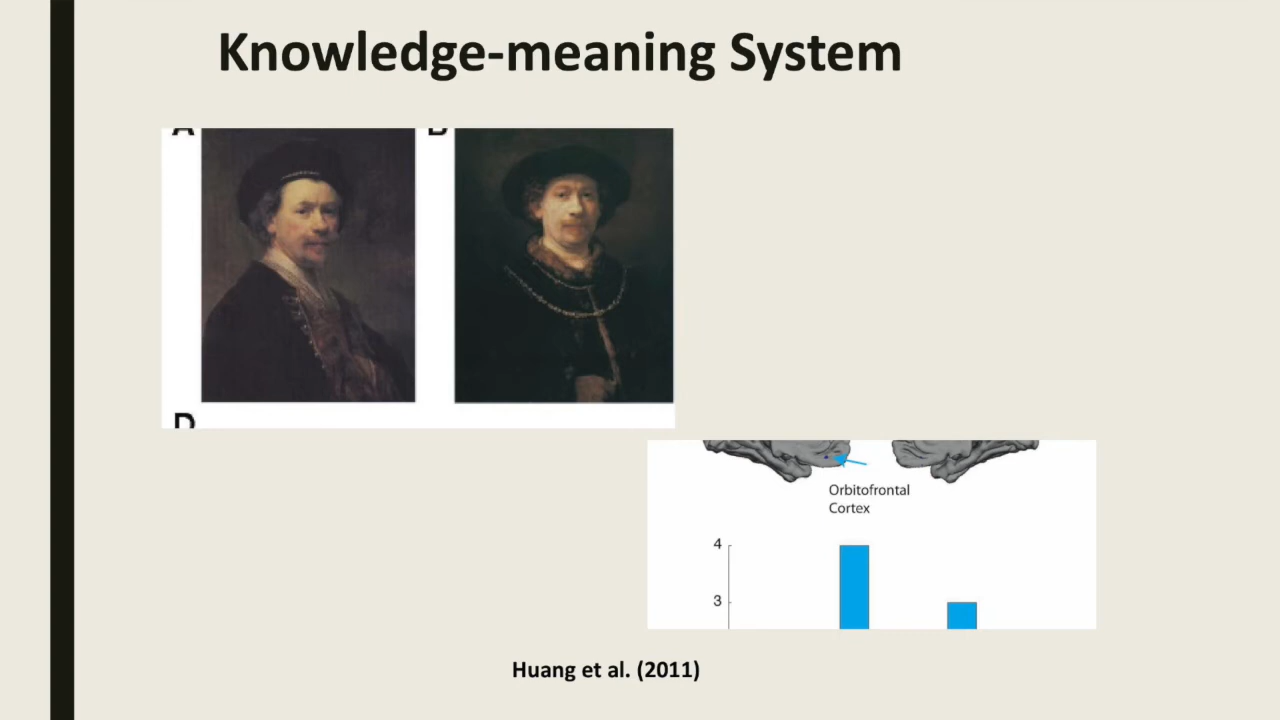 Knowledge-meaning System
A B
D
Orbitofrontal
Cortex
4
3
Huang et al. (2011)